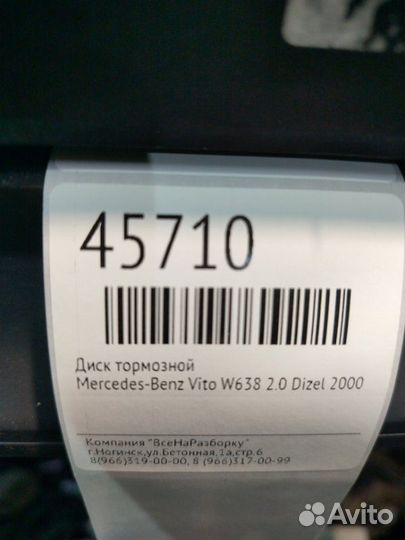 45710
Диск тормозной
Mercedes-Benz Vito W638 2.0 Dizel 2000
Компания "ВсеНаРазборку"
г.Ногинск,ул.Бетонная,1а,стр.6
8(966)319-00-00, 8 (966)317-00-99
Avito